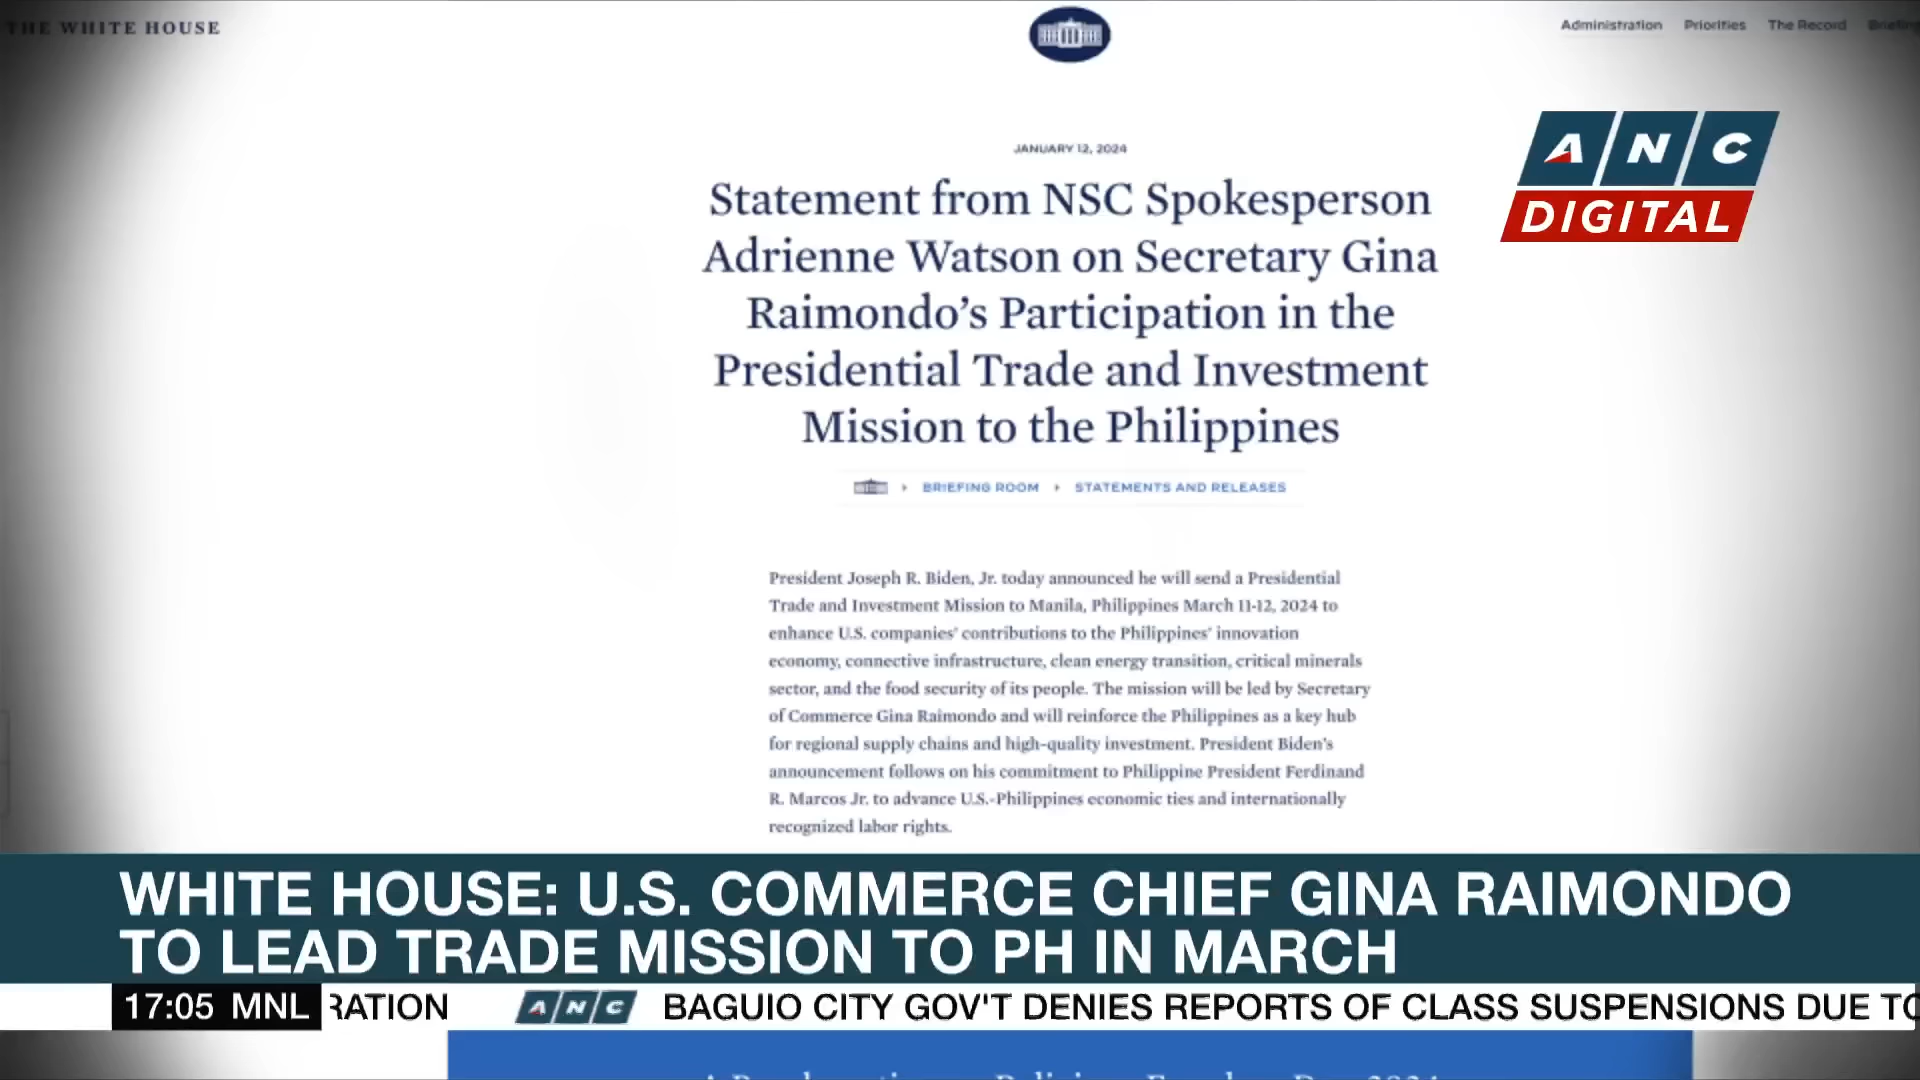 THE WHITE HOUSE
Administration Priorities The Record
ANC
DIGITAL
JANUARY 12, 2024
Statement from NSC Spokesperson
Adrienne Watson on Secretary Gina
Raimondo’s Participation in the
Presidential Trade and Investment
Mission to the Philippines
BRIEFING ROOM
STATEMENTS AND RELEASES
President Joseph R. Biden, Jr. today announced he will send a Presidential
Trade and Investment Mission to Manila, Philippines March 11-12, 2024 to
enhance U.S. companies’ contributions to the Philippines’ innovation
economy, connective infrastructure, clean energy transition, critical minerals
sector, and the food security of its people. The mission will be led by Secretary
of Commerce Gina Raimondo and will reinforce the Philippines as a key hub
for regional supply chains and high-quality investment. President Biden’s
announcement follows on his commitment to Philippine President Ferdinand
R. Marcos Jr. to advance U.S.-Philippines economic ties and internationally
recognized labor rights.
WHITE HOUSE: U.S. COMMERCE CHIEF GINA RAIMONDO
TO LEAD TRADE MISSION TO PH IN MARCH
17:05 MNL RATION ANC BAGUIO CITY GOV'T DENIES REPORTS OF CLASS SUSPENSIONS DUE TO